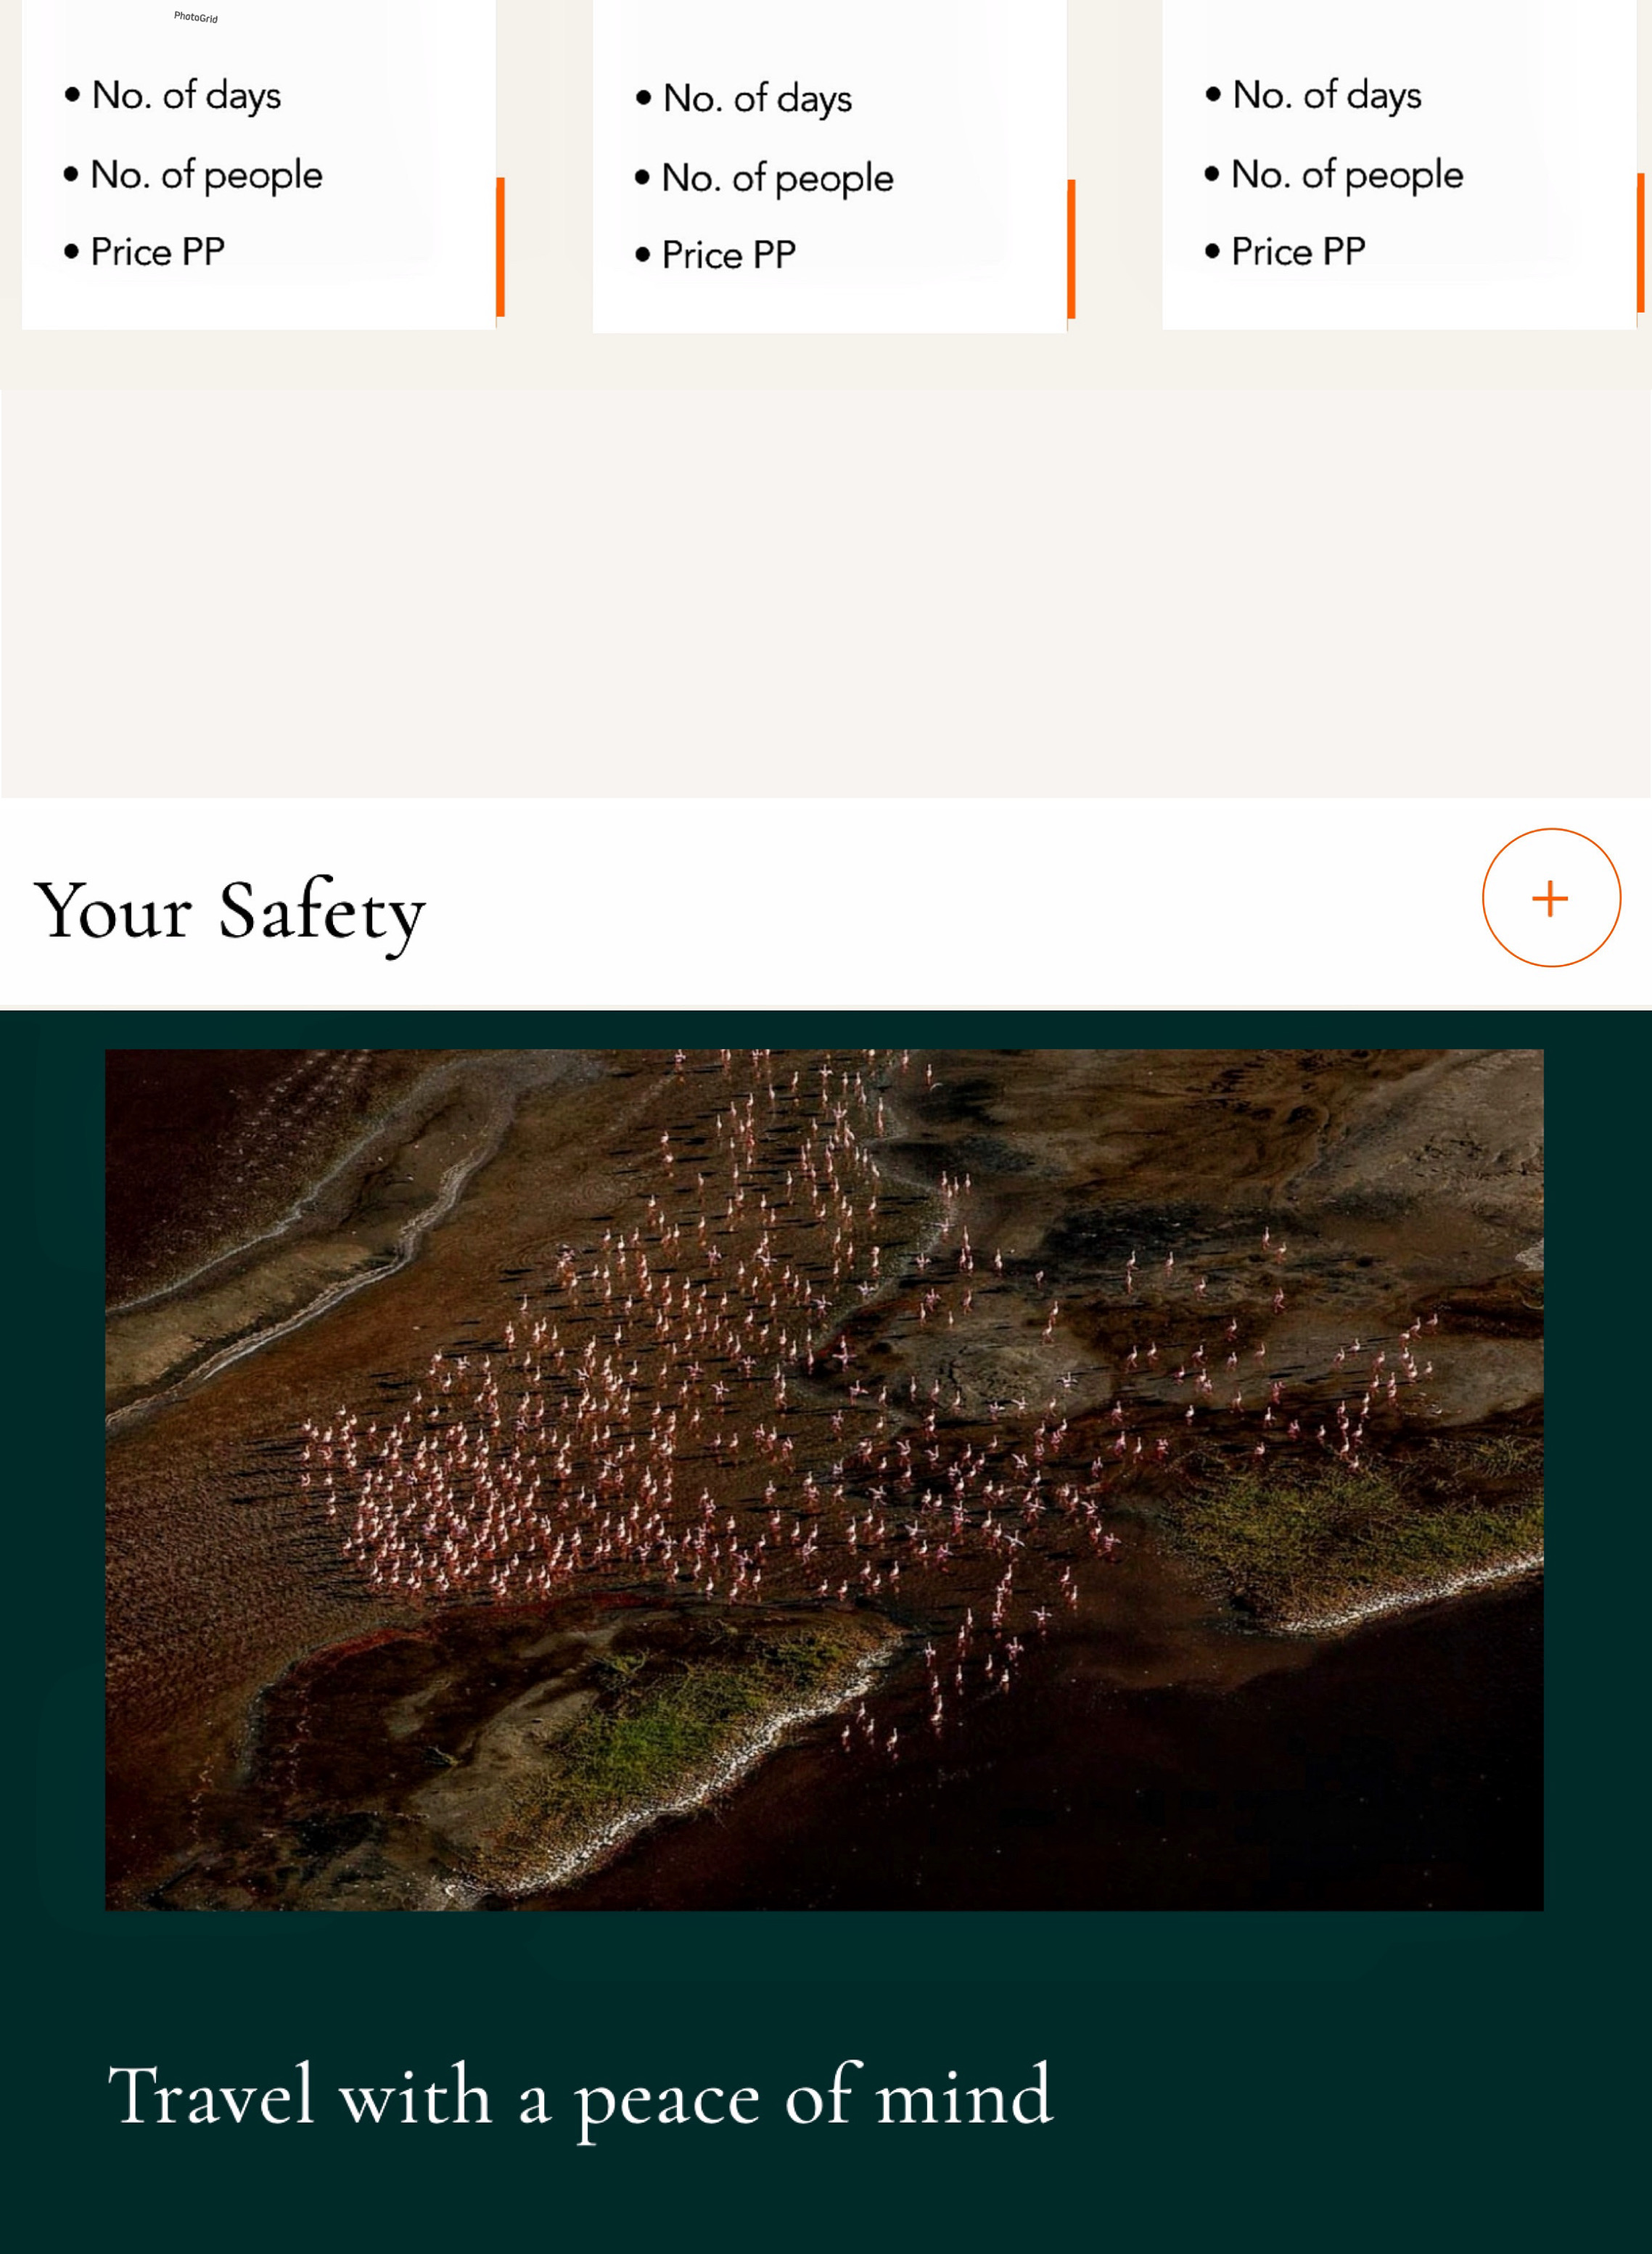 PhotoGrid
• No. of days
• No. of people
• Price PP
• No. of days
• No. of people
• Price PP
• No. of days
• No. of people
• Price PP
Your Safety
+
Travel with a peace of mind